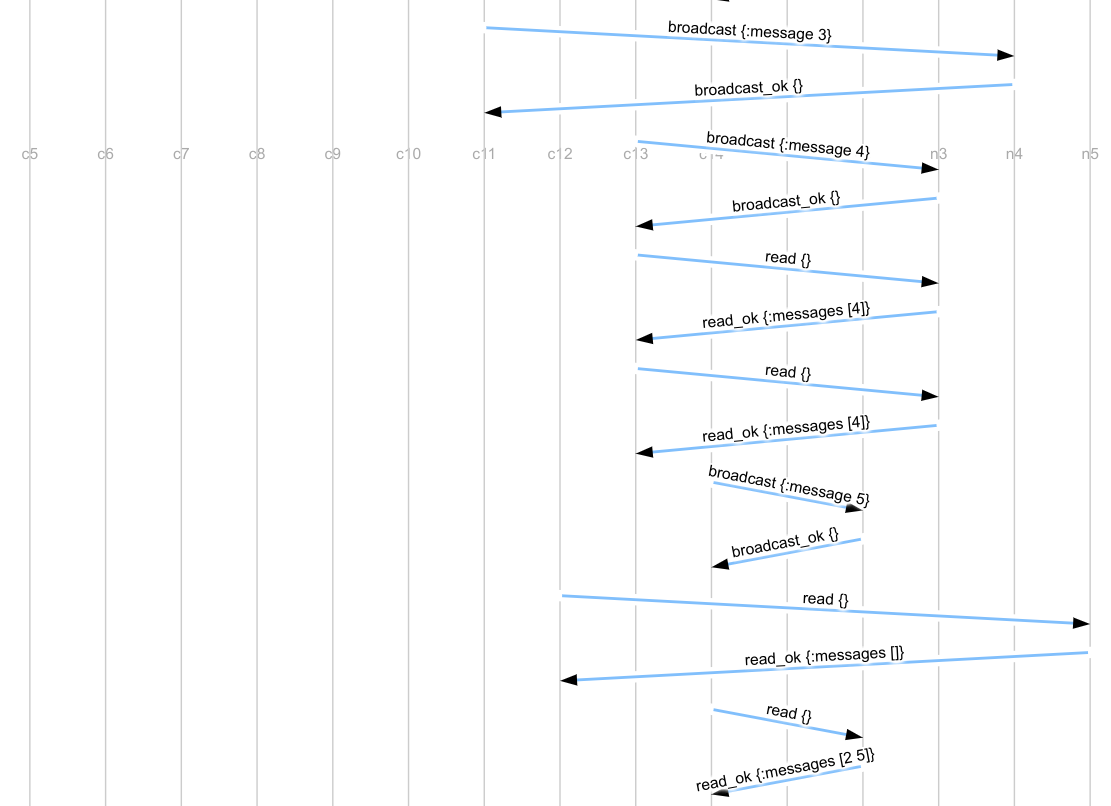 broadcast {:message 3}
broadcast_ok {}
broadcast {:message 4}
c5 c6 c7 c8 c9 c10 c11 c12 c13 c14 n3 n4 n5
broadcast_ok {}
read {}
read_ok {:messages [4]}
read {}
read_ok {:messages [4]}
broadcast {:message 5}
broadcast_ok {}
read {}
read_ok {:messages []}
read {}
read_ok {:messages [2 5]}